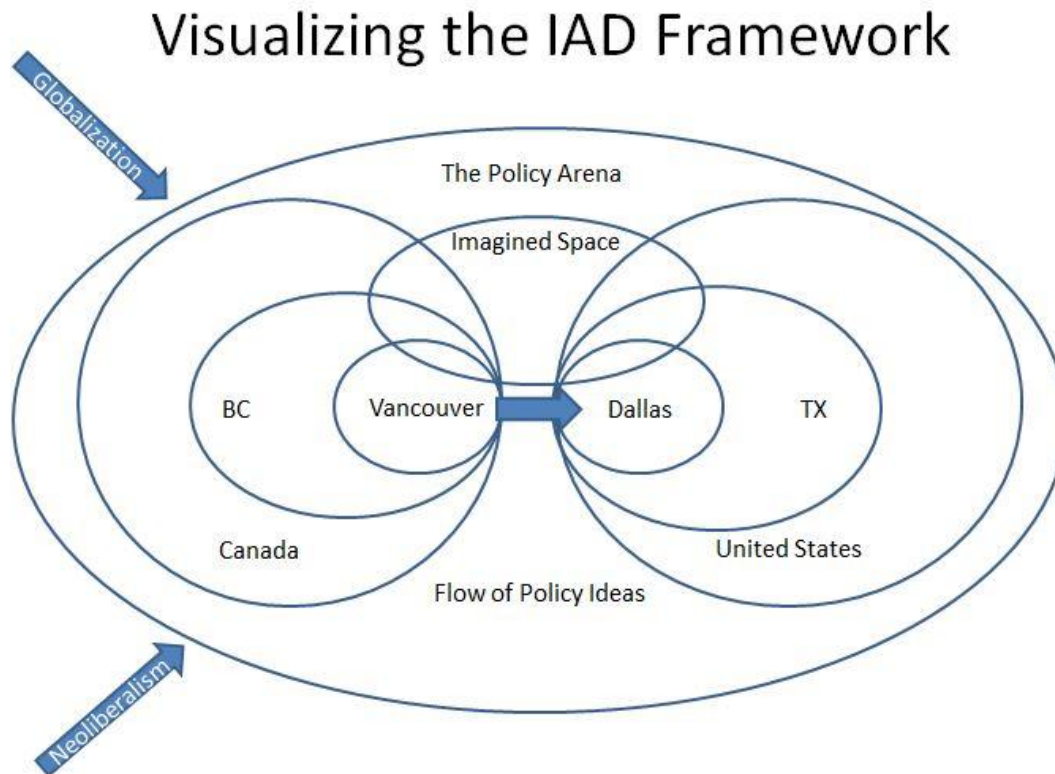 Visualizing the IAD Framework
Globalization
The Policy Arena
Imagined Space
BC
Vancouver
Dallas
TX
Canada
United States
Flow of Policy Ideas
Neoliberalism